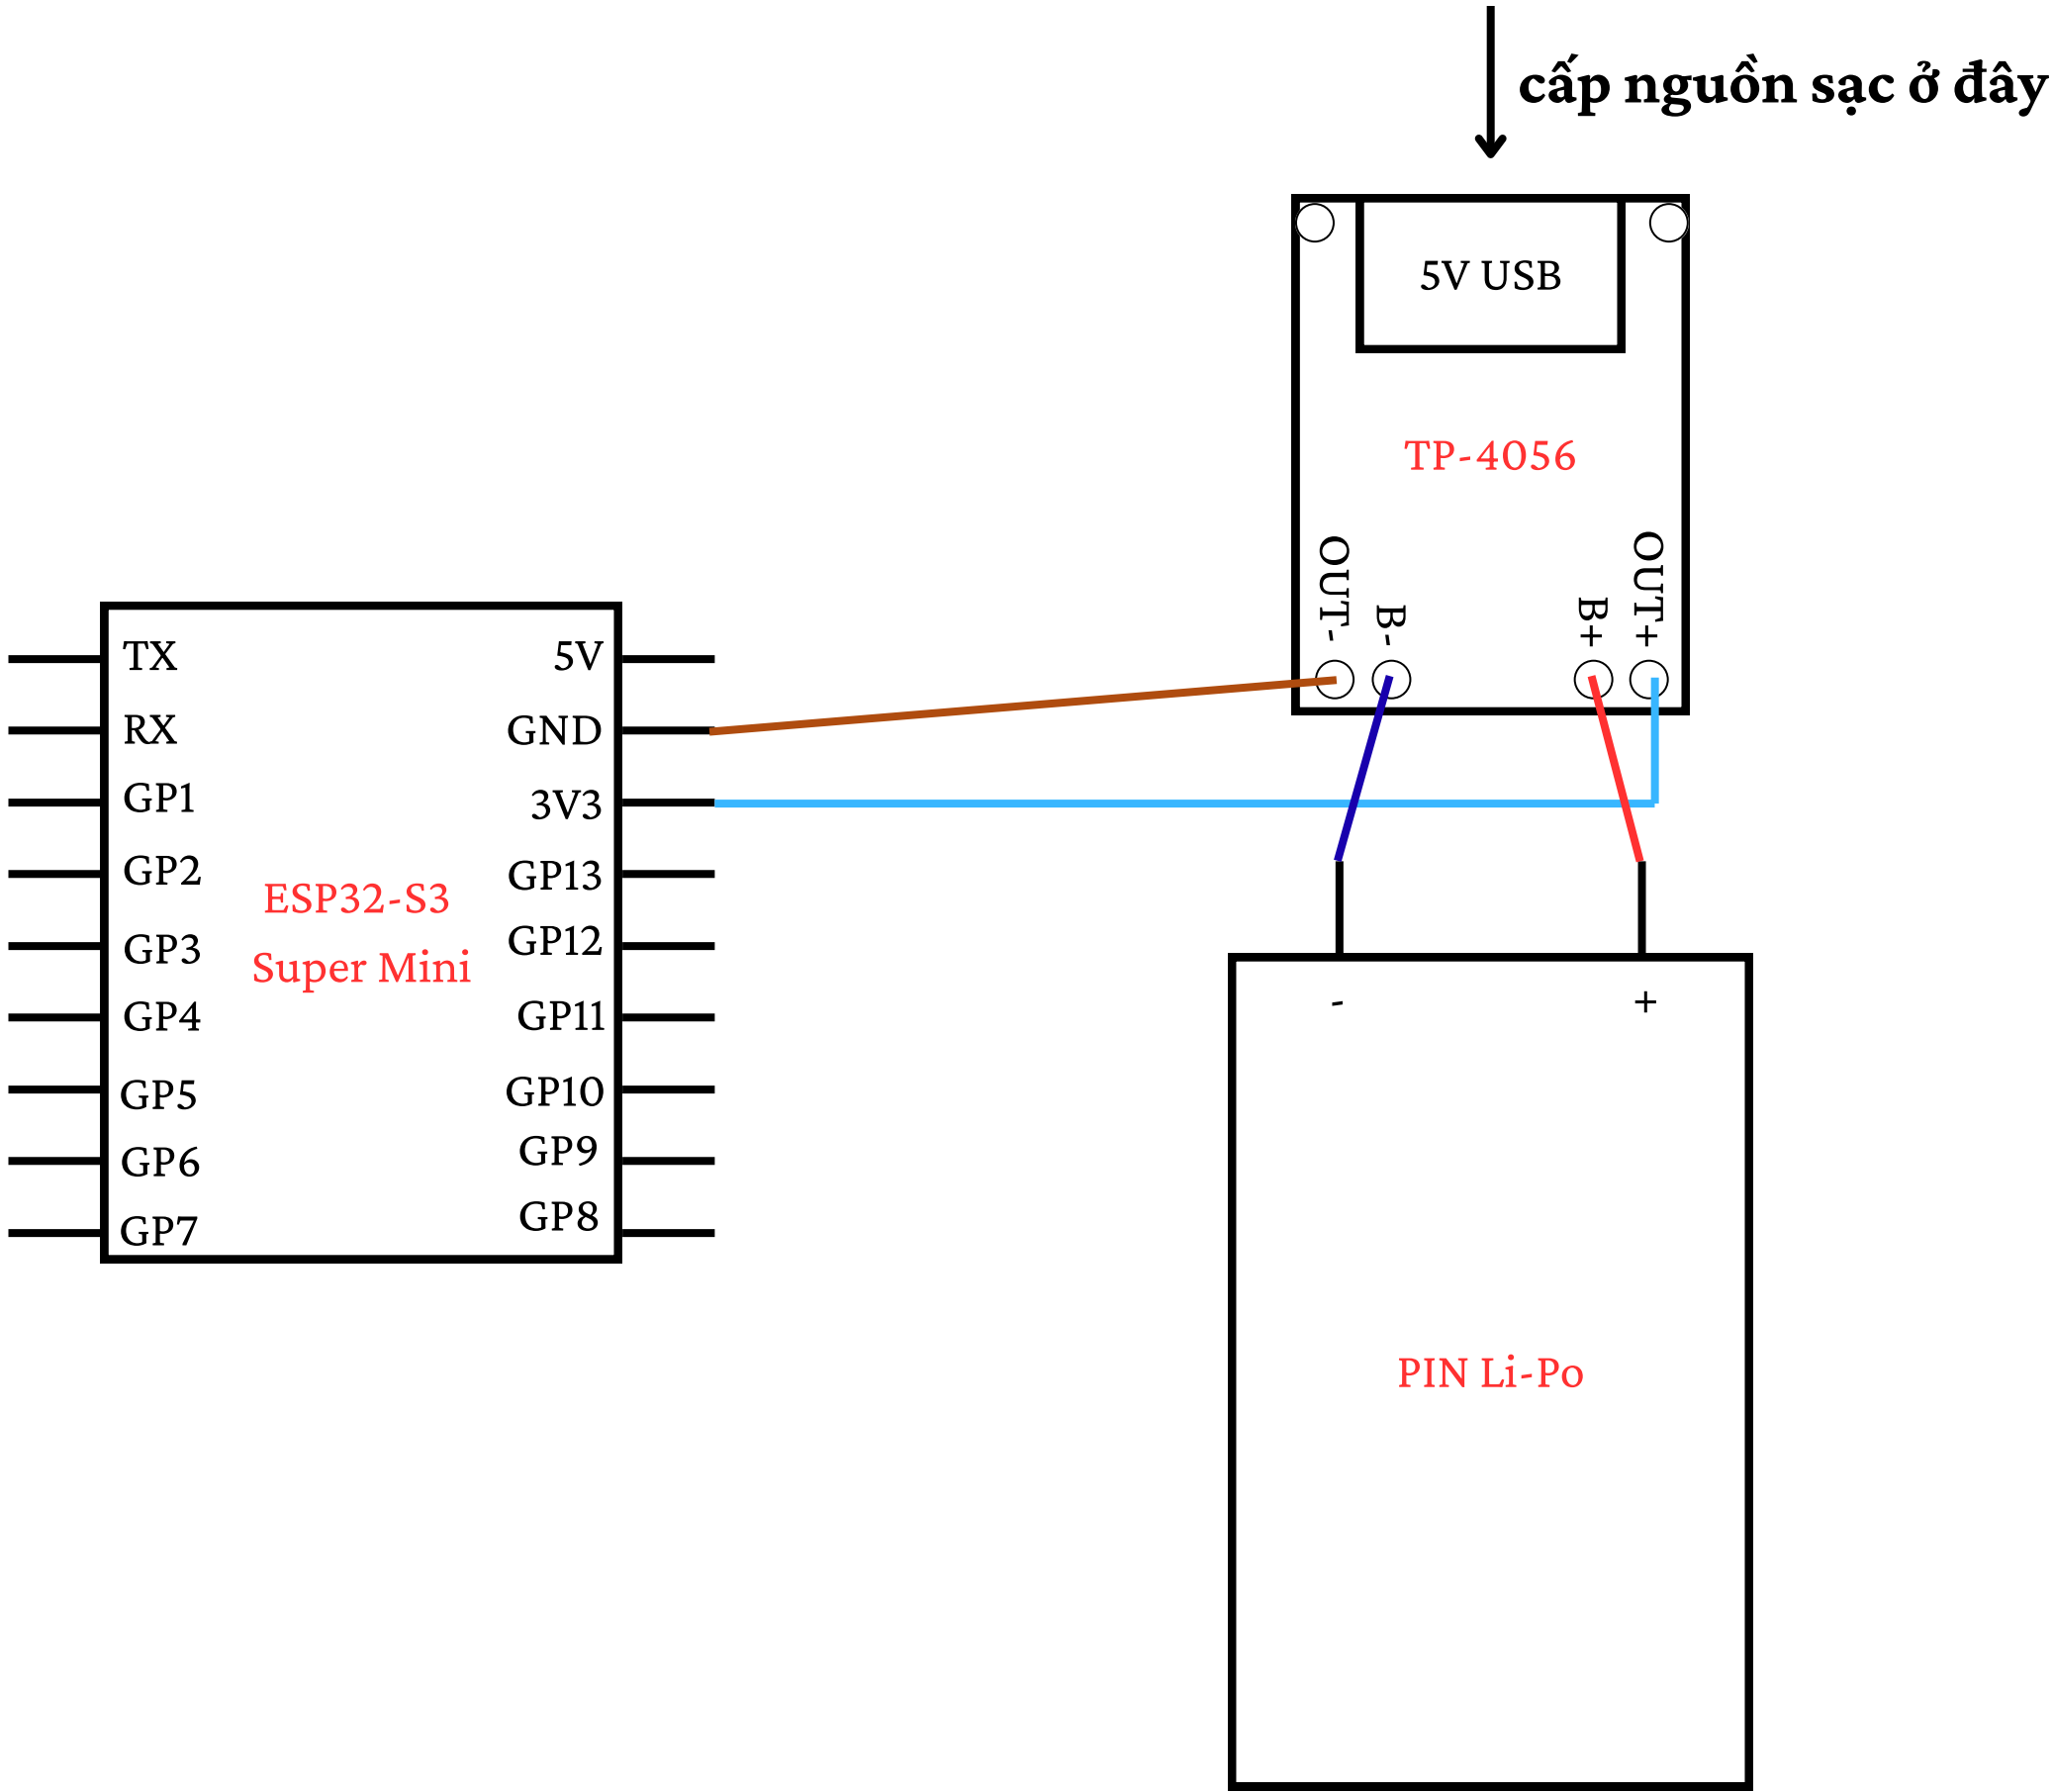 cấp nguồn sạc ở đây
5V USB
TP-4056
OUT-
B-
B+
OUT+
TX
RX
GP1
GP2
GP3
GP4
GP5
GP6
GP7
ESP32-S3
Super Mini
5V
GND
3V3
GP13
GP12
GP11
GP10
GP9
GP8
-
+
PIN Li-Po